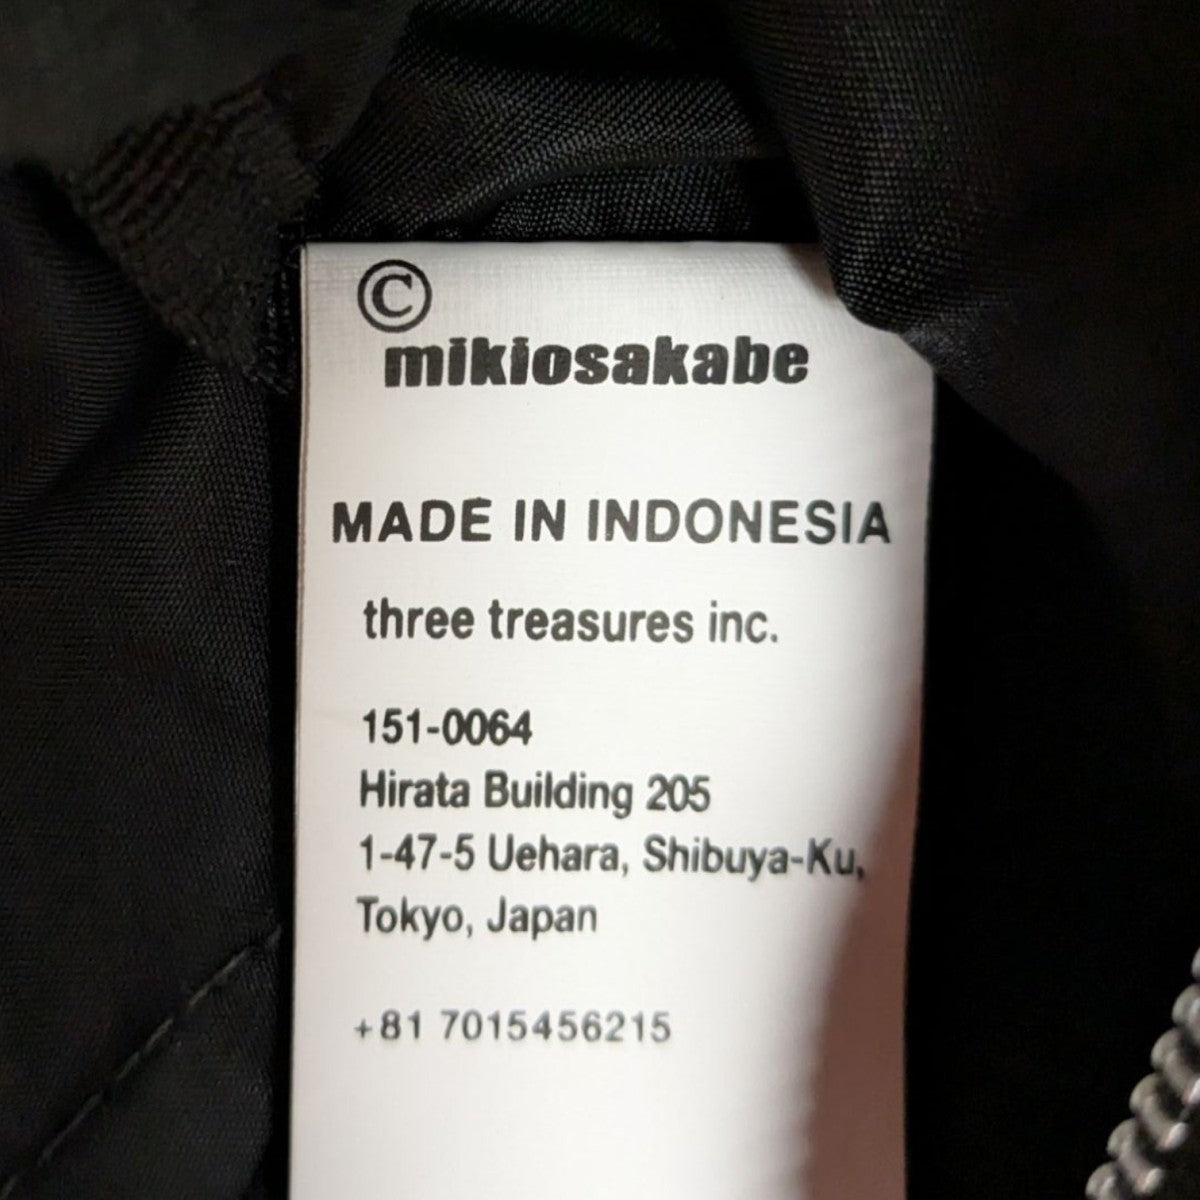 ©
mikiosakabe
MADE IN INDONESIA
three treasures inc.
151-0064
Hirata Building 205
1-47-5 Uehara, Shibuya-Ku,
Tokyo, Japan
+81 7015456215